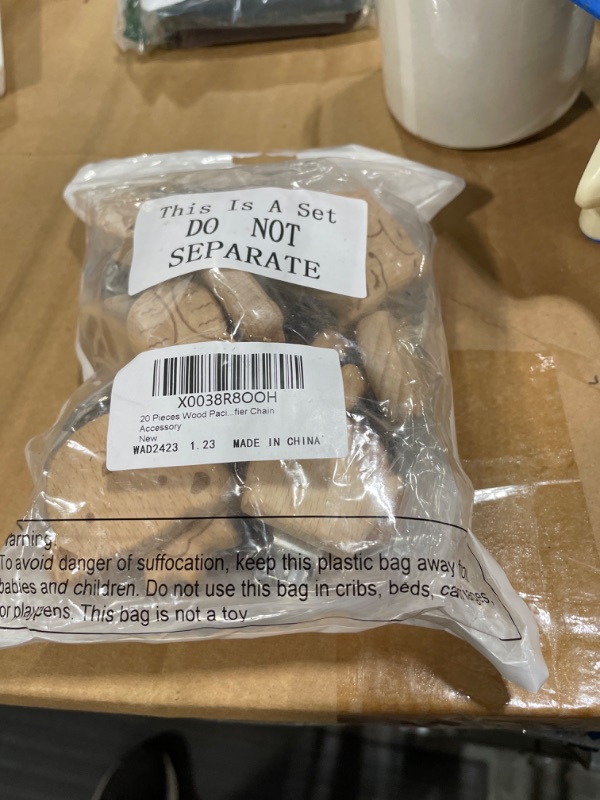 This Is A Set
DO NOT
SEPARATE
X0038R8OOH
20 Pieces Wood Paci...fier Chain
Accessory
New
WAD2423 1.23 MADE IN CHINA
arning:
To avoid danger of suffocation, keep this plastic bag away
babies and children. Do not use this bag in cribs, beds,
or playpens. This bag is not a toy